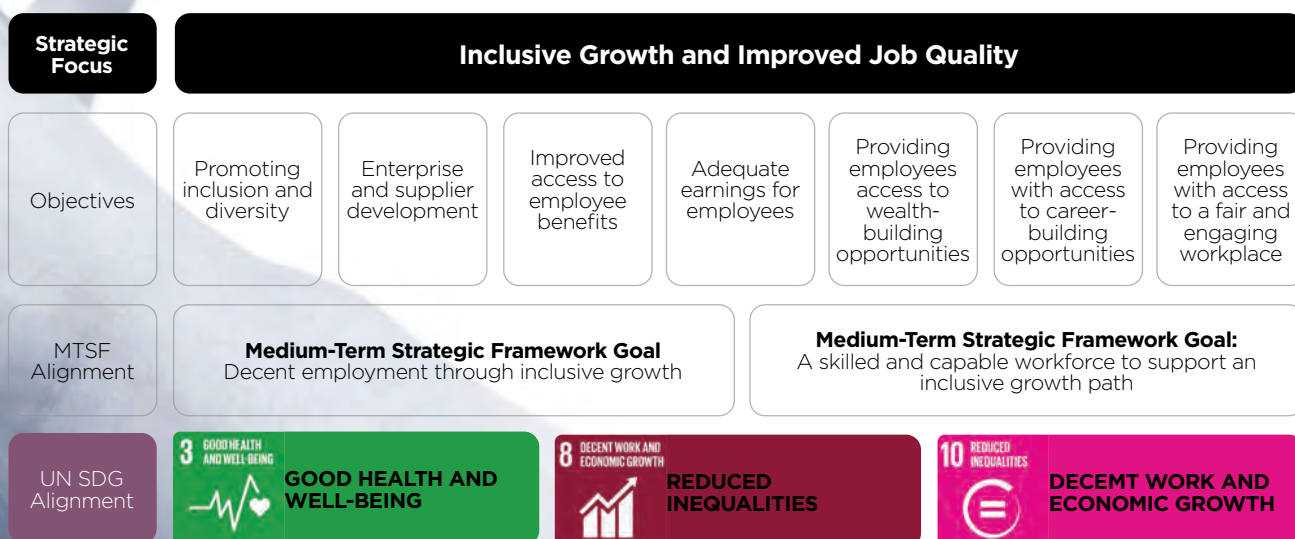 Strategic
Focus
Inclusive Growth and Improved Job Quality
Objectives
Promoting
inclusion and
diversity
Enterprise
and supplier
development
Improved
access to
employee
benefits
Adequate
earnings for
employees
Providing
employees
access to
wealth-
building
opportunities
Providing
employees
with access
to career-
building
opportunities
Providing
employees
with access
to a fair and
engaging
workplace
MTSF
Alignment
Medium-Term Strategic Framework Goal
Decent employment through inclusive growth
Medium-Term Strategic Framework Goal:
A skilled and capable workforce to support an
inclusive growth path
UN SDG
Alignment
3 GOOD HEALTH
AND WELL-BEING
GOOD HEALTH AND
WELL-BEING
8 DECENT WORK AND
ECONOMIC GROWTH
REDUCED
INEQUALITIES
10 REDUCED
INEQUALITIES
DECEMT WORK AND
ECONOMIC GROWTH